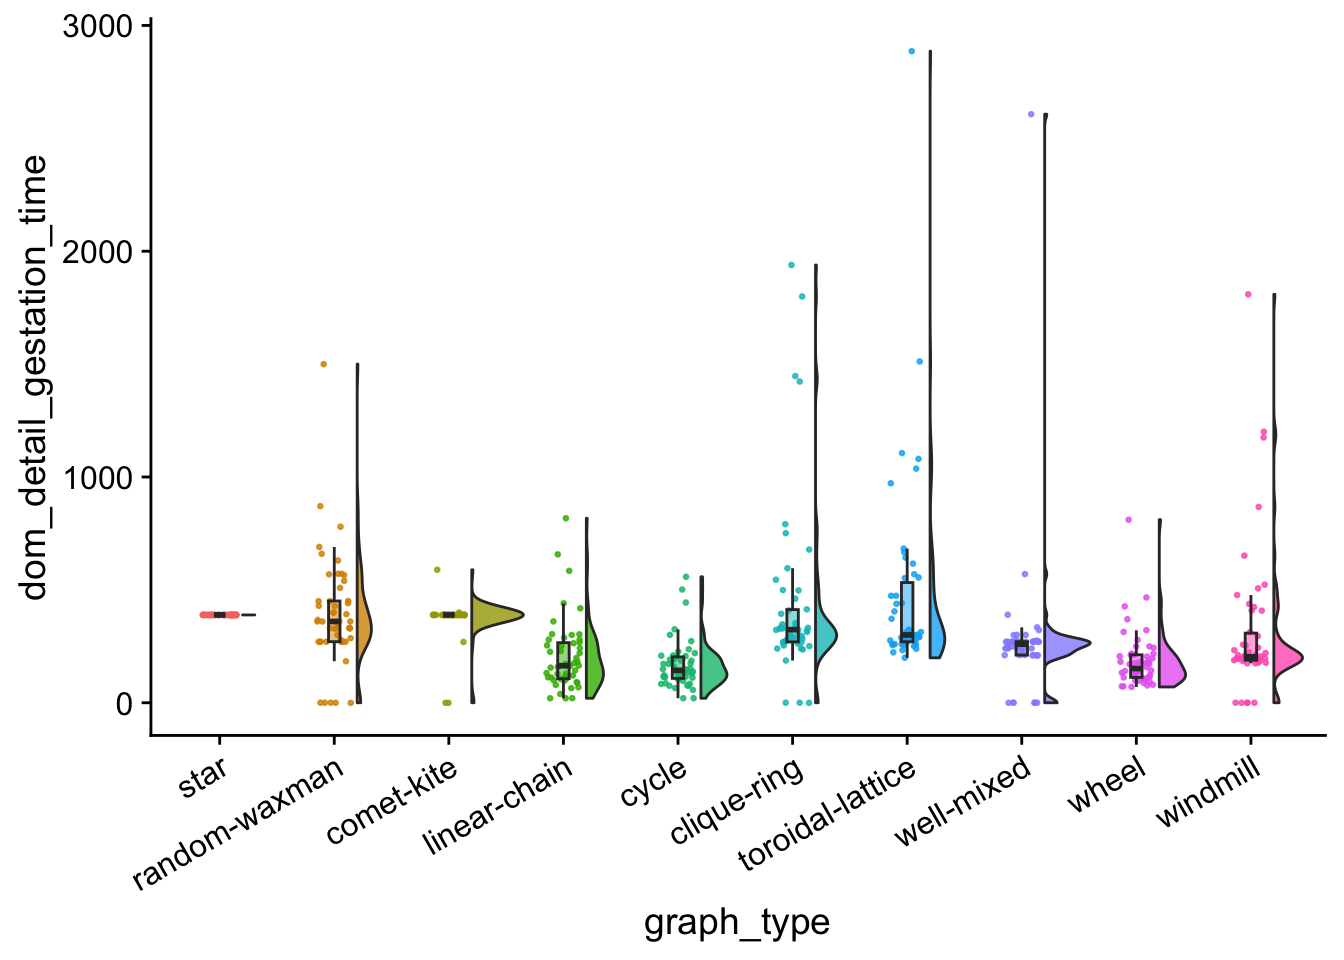 dom_detail_gestation_time
3000
2000
1000
0
star
random-waxman
comet-kite
linear-chain
cycle
clique-ring
toroidal-lattice
well-mixed
wheel
windmill
graph_type